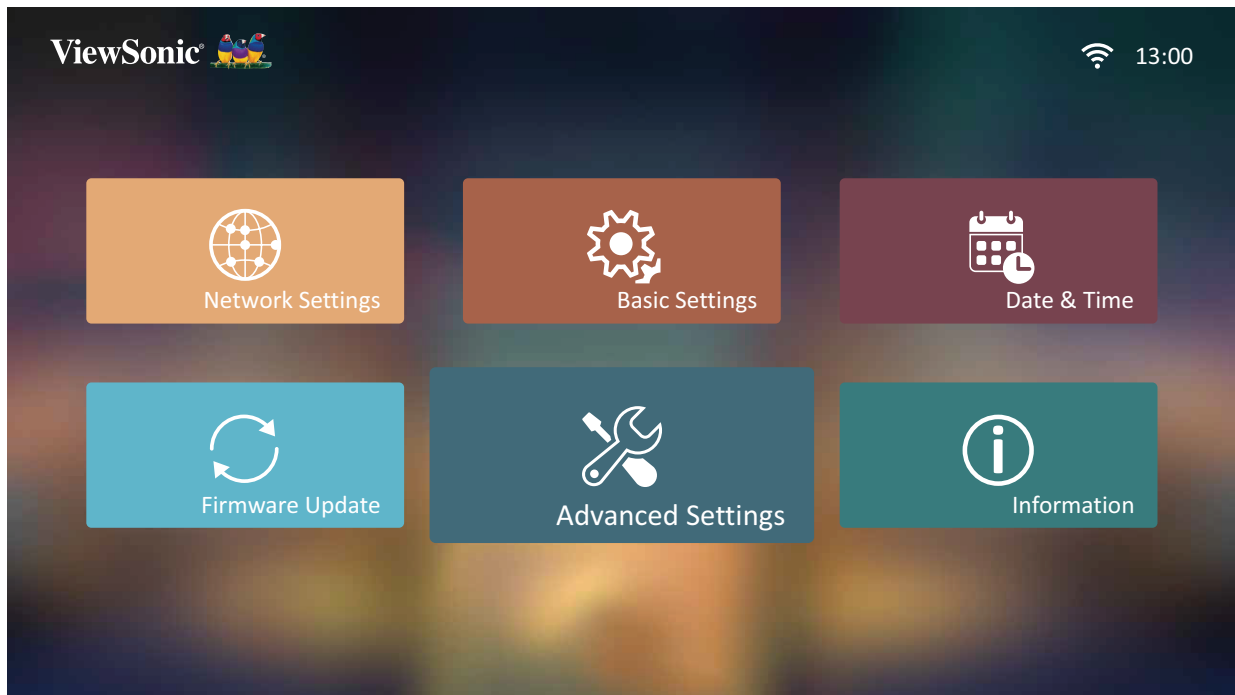 ViewSonic®
13:00
Network Settings
Basic Settings
Date & Time
Firmware Update
Advanced Settings
Information